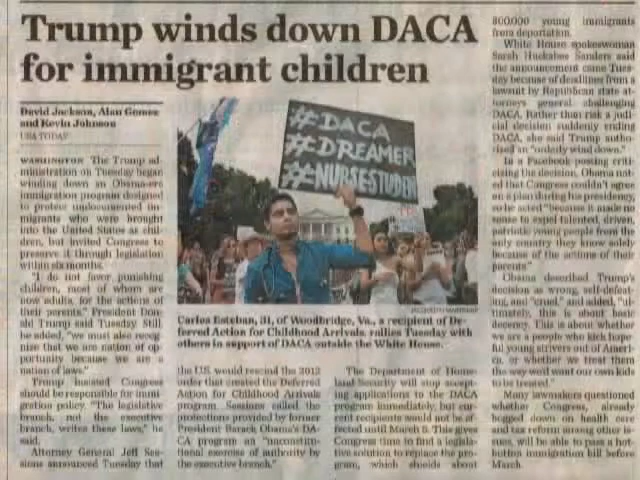 Trump winds down DACA
for immigrant children
David Jackson, Alan Gomez
and Kevin Johnson
USA TODAY
WASHINGTON The Trump ad-
ministration on Tuesday began
winding down an Obama-era
immigration program designed
to protect undocumented im-
migrants who were brought
into the United States as chil-
dren, but invited Congress to
preserve it through legislation
within six months.
"I do not favor punishing
children, most of whom are
now adults, for the actions of
their parents," President Don-
ald Trump said Tuesday. Still,
he added, "we must also recog-
nize that we are nation of op-
portunity because we are a
nation of laws."
Trump insisted Congress
should be responsible for immi-
gration policy. "The legislative
branch, not the executive
branch, writes these laws," he
said.
Attorney General Jeff Ses-
sions announced Tuesday that
#DACA
#DREAMER
#NURSESTUDENT
Carlos Esteban, 31, of Woodbridge, Va., a recipient of De-
ferred Action for Childhood Arrivals, rallies Tuesday with
others in support of DACA outside the White House.
the U.S. would rescind the 2012
order that created the Deferred
Action for Childhood Arrivals
program. Sessions called the
protections provided by former
President Barack Obama's DA-
CA program an "unconstitu-
tional exercise of authority by
the executive branch."
The Department of Home-
land Security will stop accept-
ing applications to the DACA
program immediately, but cur-
rent recipients would not be af-
fected until March 5. This gives
Congress time to find a legisla-
tive solution to replace the pro-
gram, which shields about
800,000 young immigrants
from deportation.
White House spokeswoman
Sarah Huckabee Sanders said
the announcement came Tues-
day because of deadlines from a
lawsuit by Republican state at-
torneys general challenging
DACA. Rather than risk a judi-
cial decision suddenly ending
DACA, she said Trump autho-
rized an "orderly wind down."
In a Facebook posting criti-
cizing the decision, Obama not-
ed that Congress couldn't agree
on a plan during his presidency,
so he acted "because it made no
sense to expel talented, driven,
patriotic young people from the
only country they know solely
because of the actions of their
parents."
Obama described Trump's
decision as wrong, self-defeat-
ing, and "cruel," and added, "ul-
timately, this is about basic
decency. This is about whether
we are a people who kick hope-
ful young strivers out of Ameri-
ca, or whether we treat them
the way we'd want our own kids
to be treated."
Many lawmakers questioned
whether Congress, already
bogged down on health care
and tax reform among other is-
sues, will be able to pass a hot-
button immigration bill before
March.